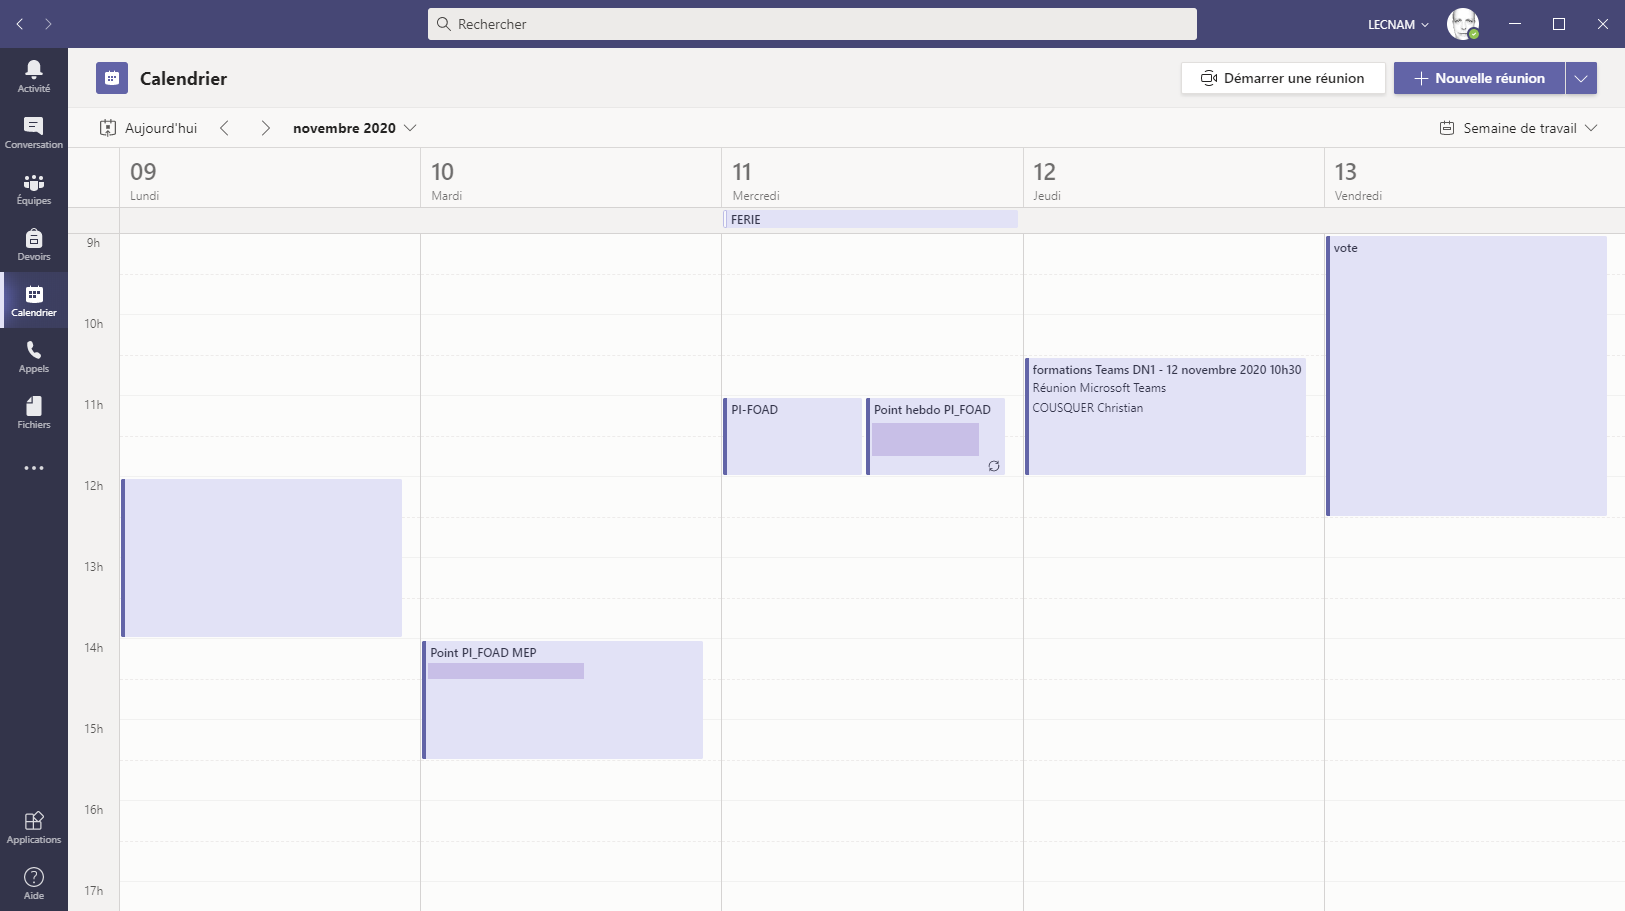 Rechercher
LECNAM
Activité
Conversation
Équipes
Devoirs
Calendrier
Appels
Fichiers
Applications
Aide
Calendrier
Démarrer une réunion
Nouvelle réunion
Aujourd'hui
novembre 2020
Semaine de travail
09
Lundi
10
Mardi
11
Mercredi
12
Jeudi
13
Vendredi
FERIE
9h
10h
11h
12h
13h
14h
15h
16h
17h
Point PI_FOAD MEP
PI-FOAD
Point hebdo PI_FOAD
formations Teams DN1 - 12 novembre 2020 10h30
Réunion Microsoft Teams
COUSQUER Christian
vote